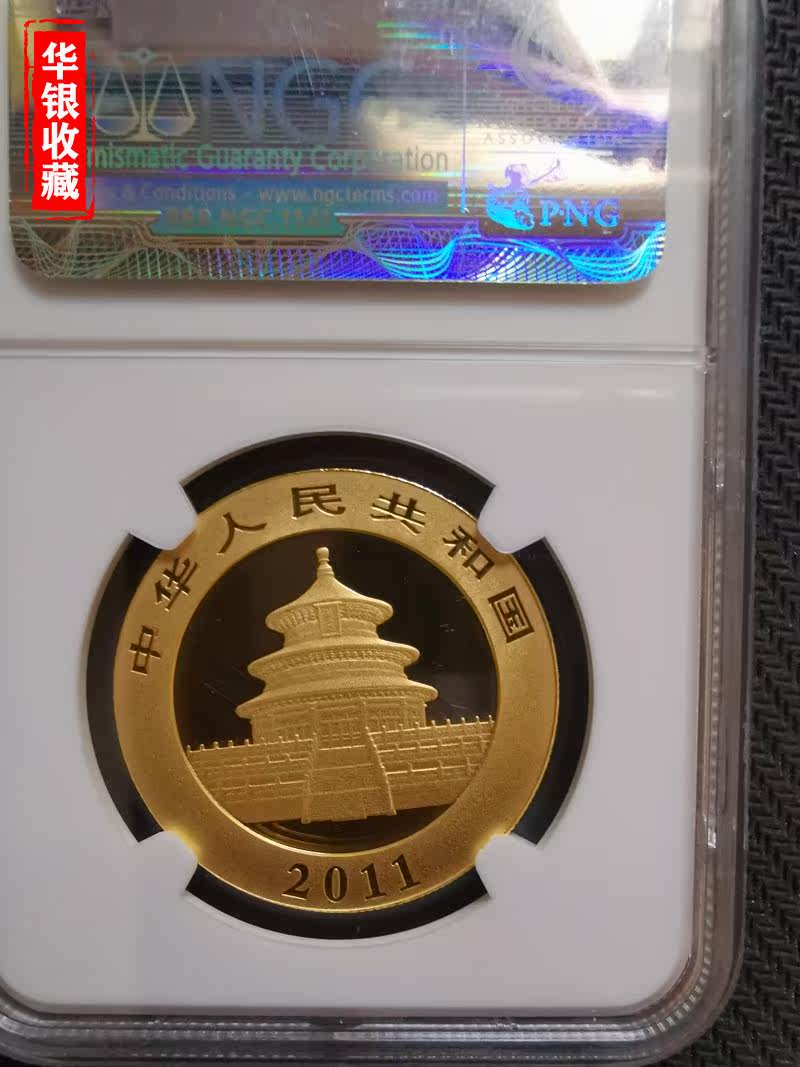 华银收藏
NGC
Numismatic Guaranty Corporation
& Conditions - www.ngcterms.com
PNG
ASSOCIATION
中华人民共和国
2011